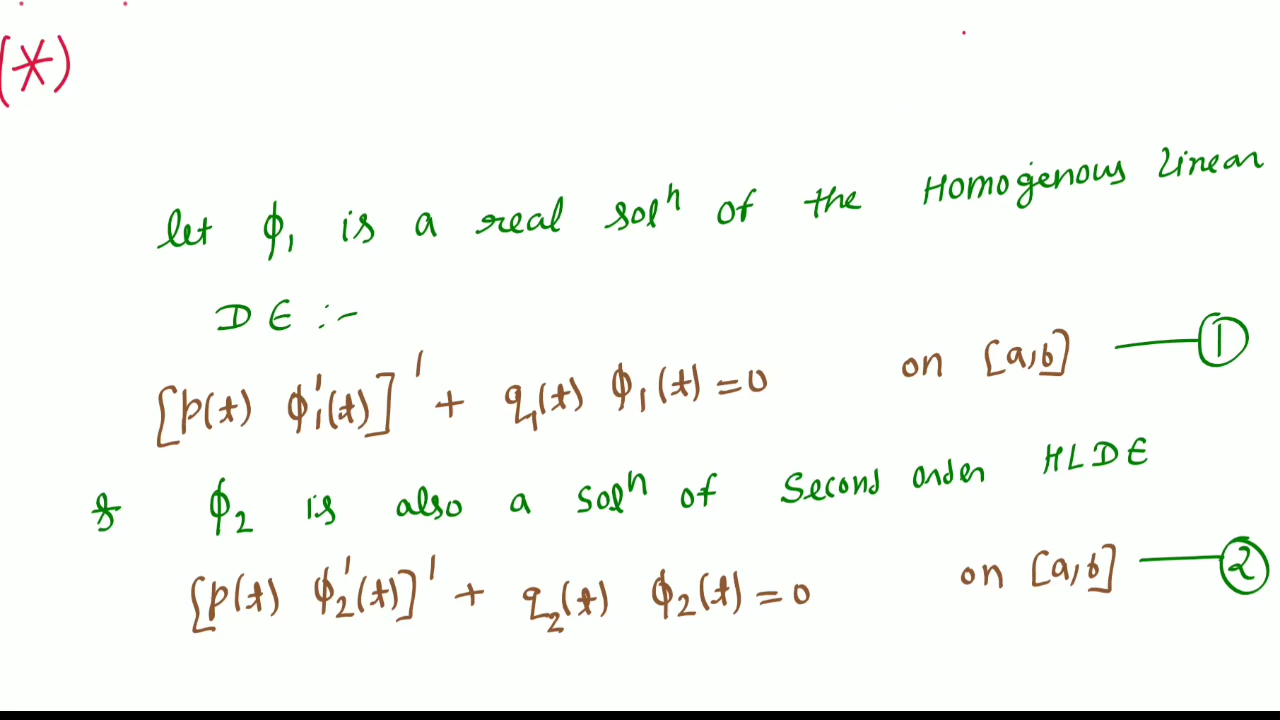 (*)
let ϕ₁ is a real solⁿ of the Homogenous Linear
DE :-
[p(t) ϕ₁'(t)]' + q₁(t) ϕ₁(t) = 0 on [a,b] — ①
& ϕ₂ is also a solⁿ of Second order HLDE
[p(t) ϕ₂'(t)]' + q₂(t) ϕ₂(t) = 0 on [a,b] — ②